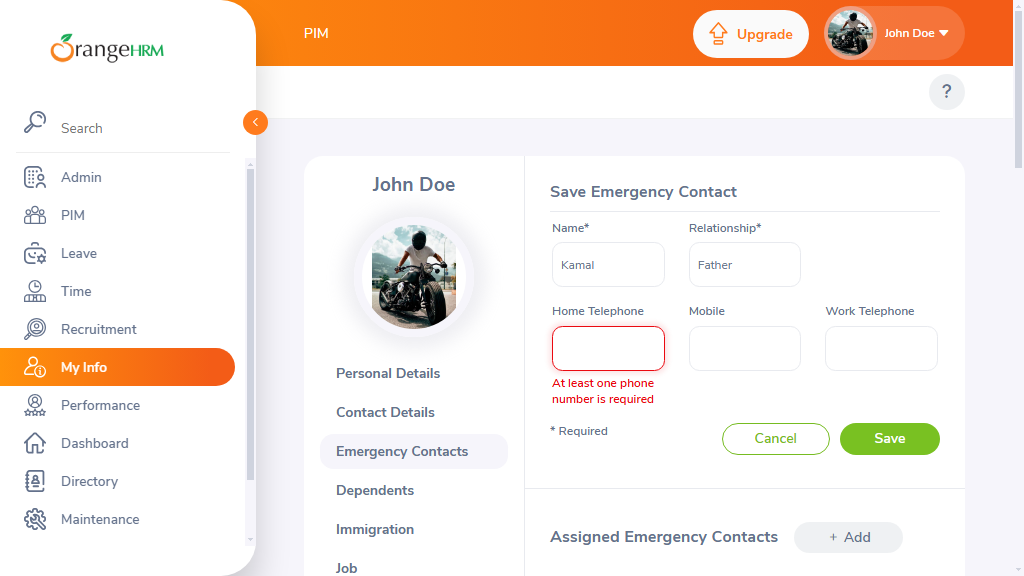 OrangeHRM
PIM
Upgrade
John Doe
?
Search
Admin
PIM
Leave
Time
Recruitment
My Info
Performance
Dashboard
Directory
Maintenance
John Doe
Personal Details
Contact Details
Emergency Contacts
Dependents
Immigration
Job
Save Emergency Contact
Name*
Relationship*
Kamal
Father
Home Telephone
Mobile
Work Telephone
At least one phone
number is required
* Required
Cancel
Save
Assigned Emergency Contacts
+ Add